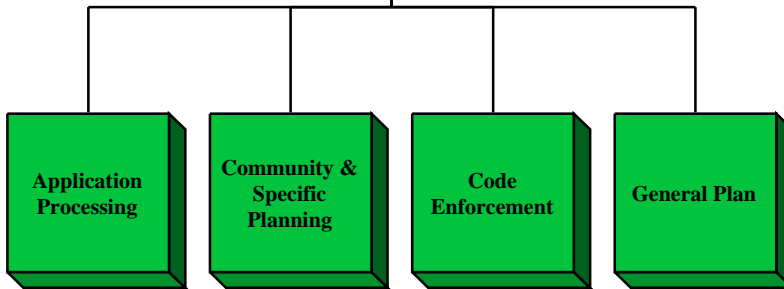 Application
Processing
Community &
Specific
Planning
Code
Enforcement
General Plan